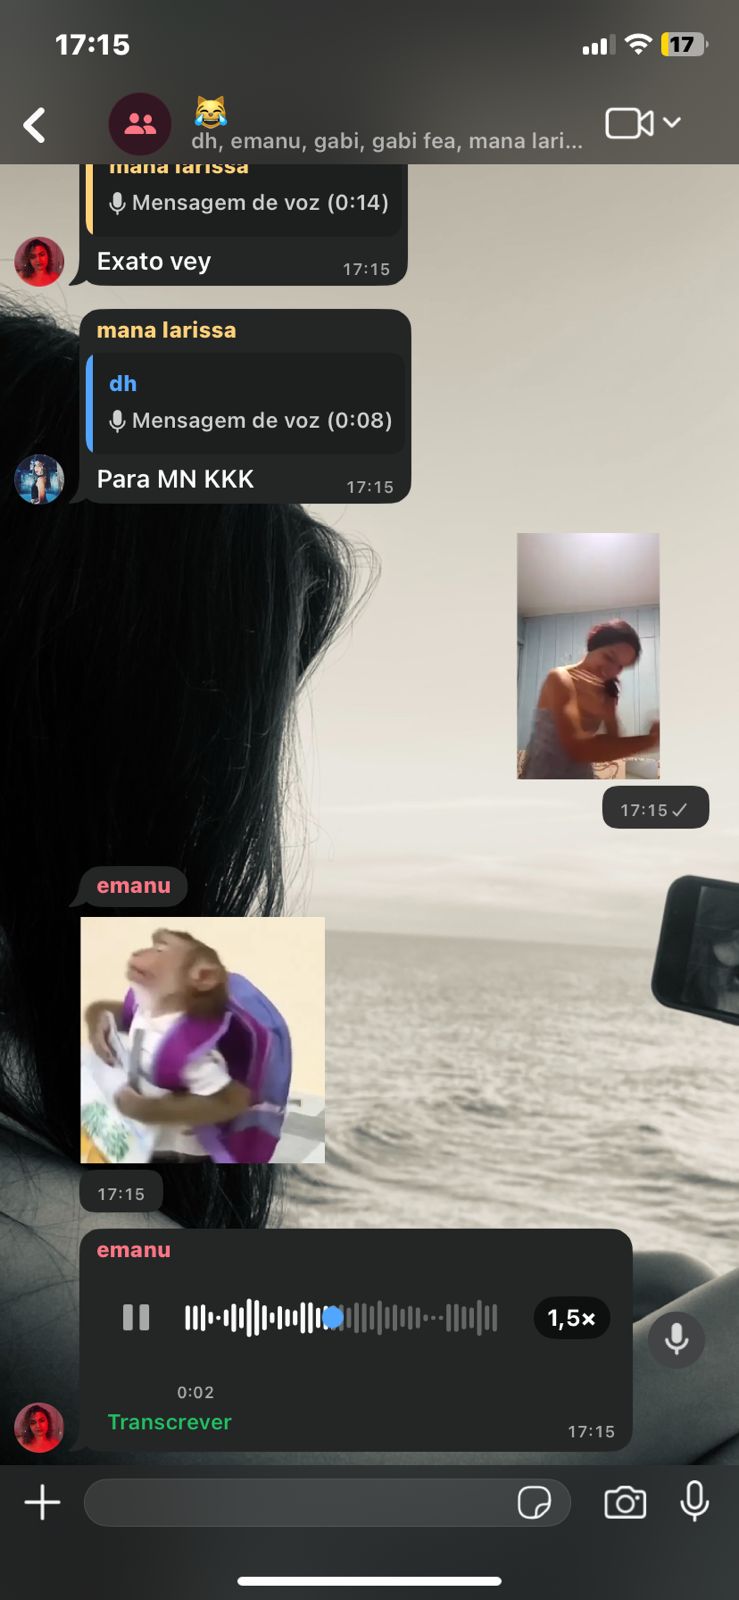 17:15
17
😹
dh, emanu, gabi, gabi fea, mana lari...
mana larissa
Mensagem de voz (0:14)
Exato vey
17:15
mana larissa
dh
Mensagem de voz (0:08)
Para MN KKK
17:15
17:15
emanu
17:15
emanu
1,5×
0:02
Transcrever
17:15